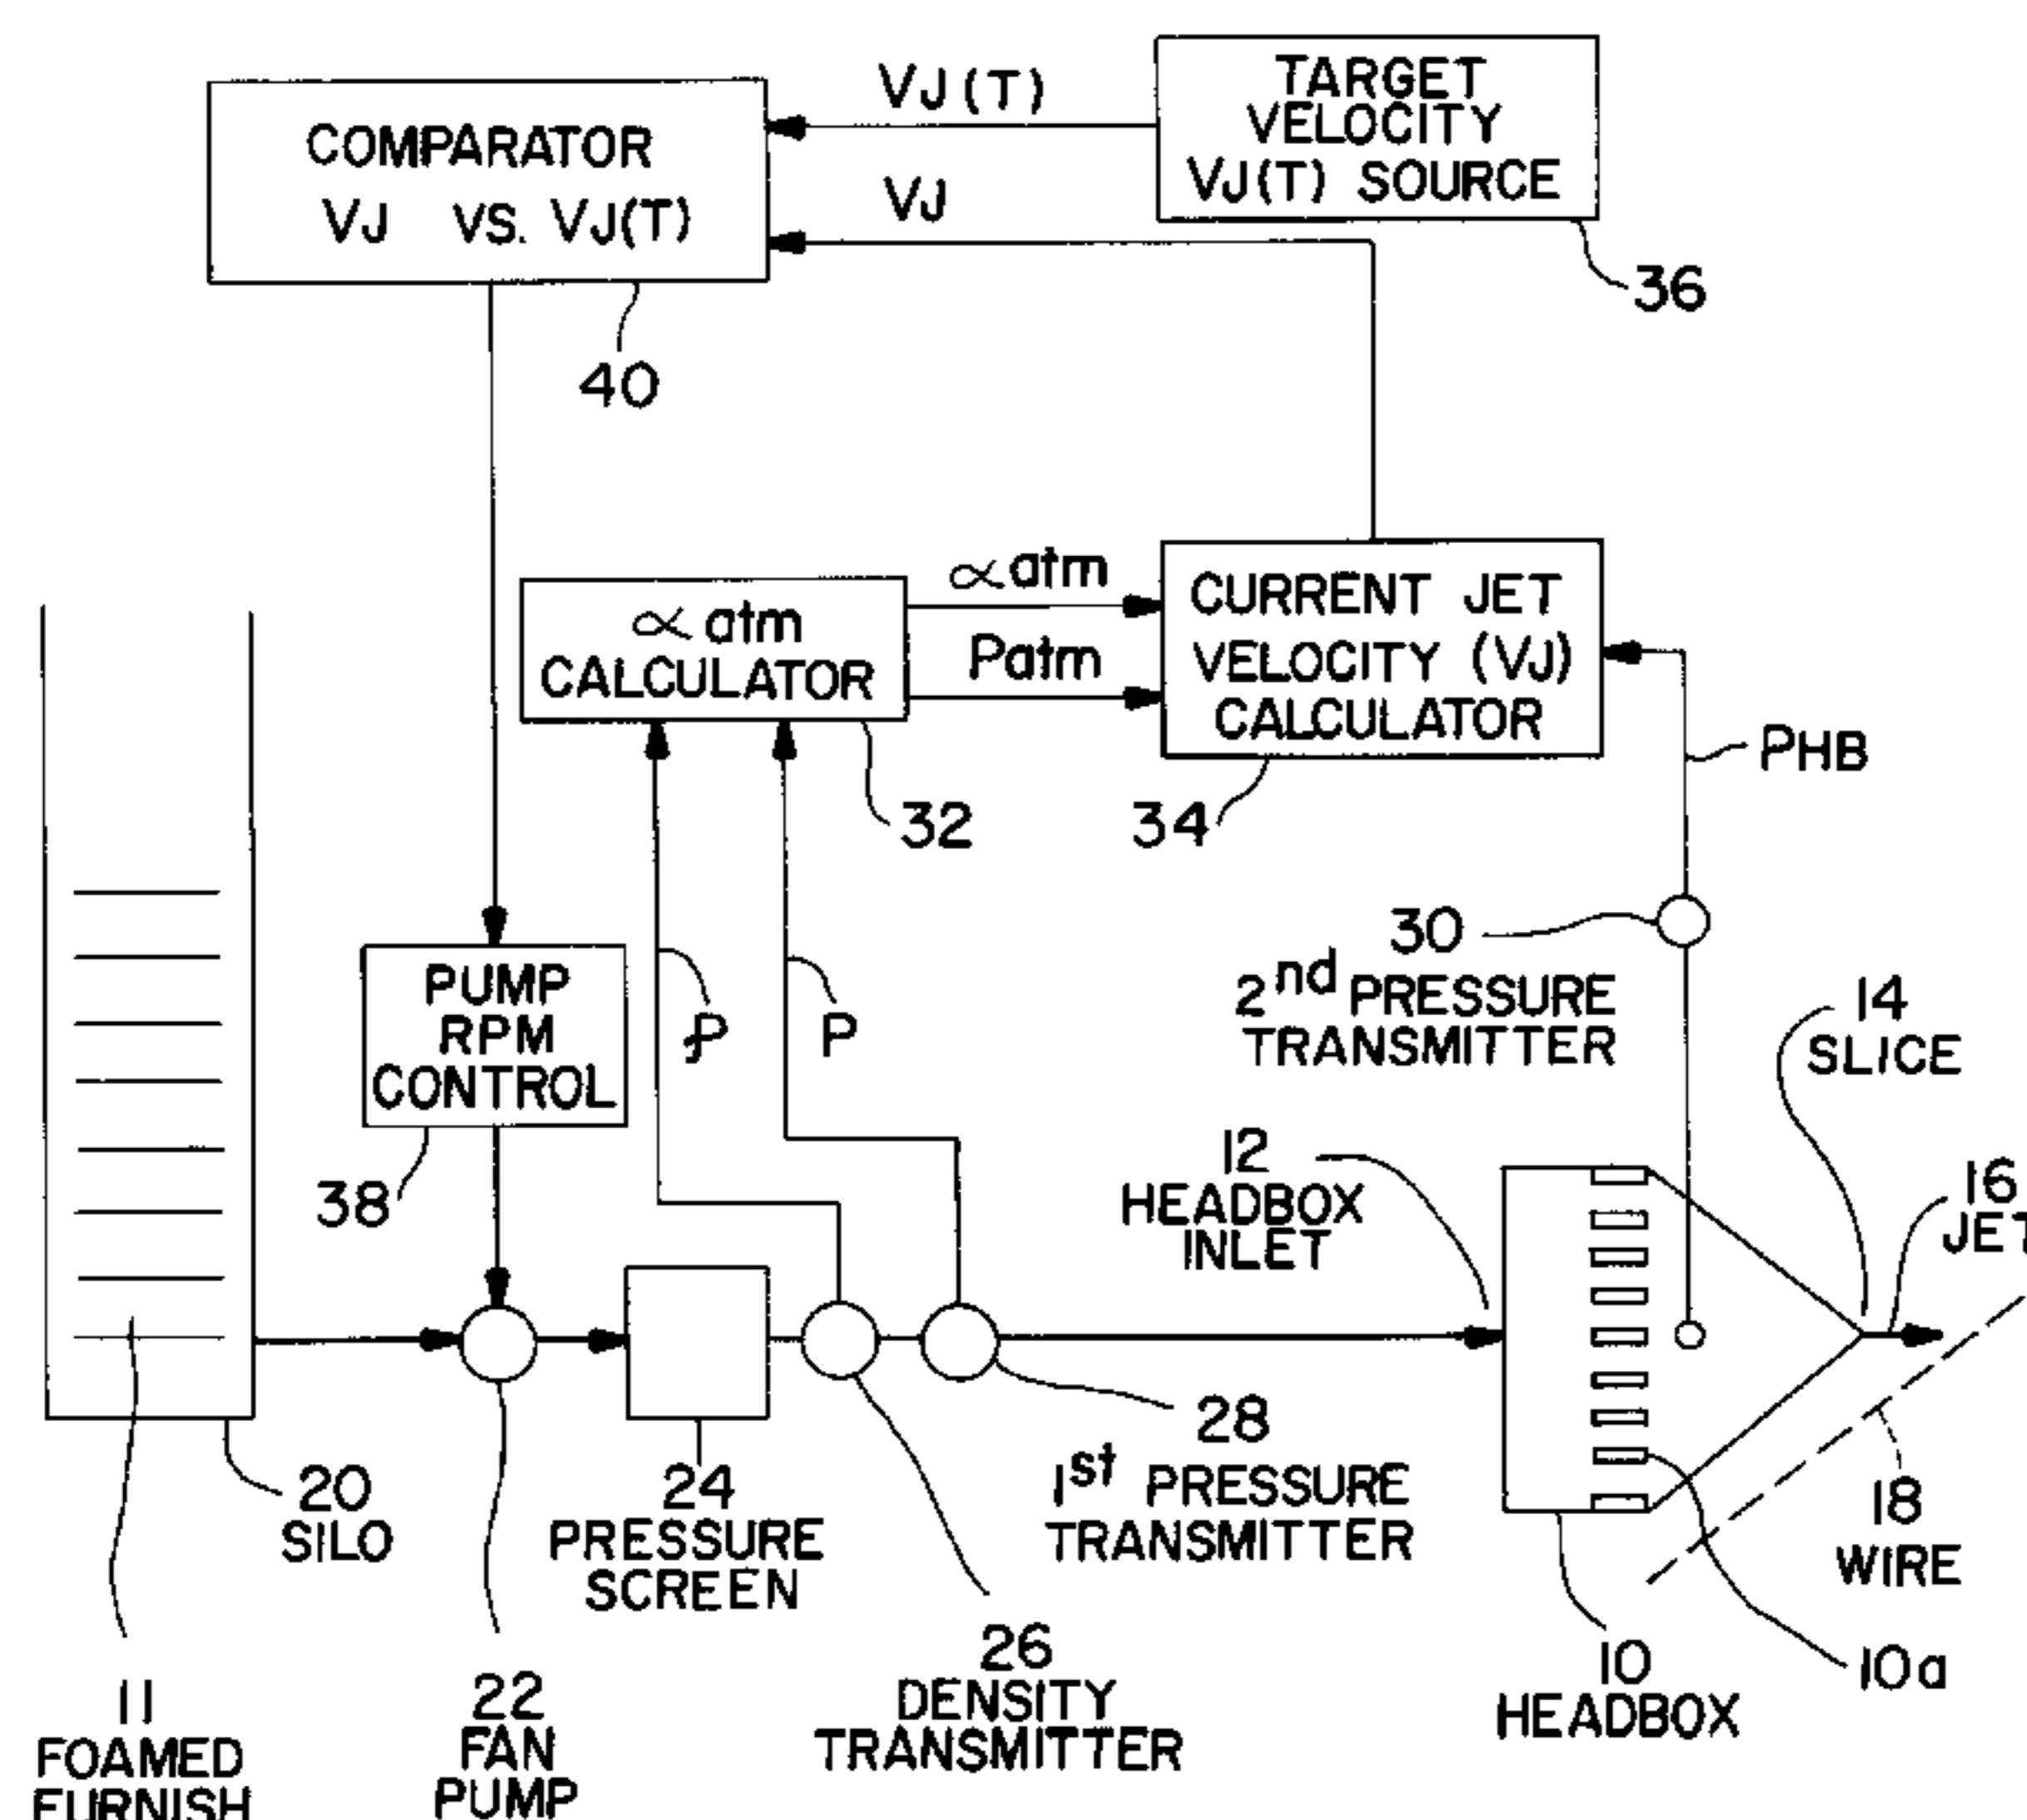 VJ (T)
TARGET
VELOCITY
VJ(T) SOURCE
36
COMPARATOR
VJ VS. VJ(T)
40
VJ
∝ atm
CALCULATOR
32
∝ atm
Patm
CURRENT JET
VELOCITY (VJ)
CALCULATOR
34
PHB
PUMP
RPM
CONTROL
38
P
30
2nd PRESSURE
TRANSMITTER
14
SLICE
12
HEADBOX
INLET
16
JET
20
SILO
24
PRESSURE
SCREEN
28
1st PRESSURE
TRANSMITTER
18
WIRE
11
FOAMED
FURNISH
22
FAN
PUMP
26
DENSITY
TRANSMITTER
10
HEADBOX
10a